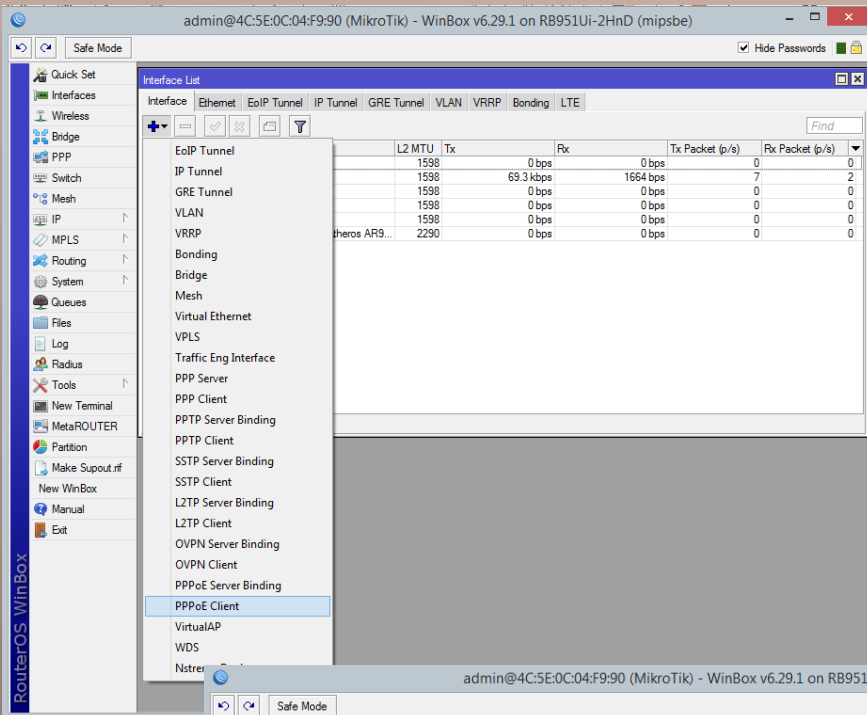 admin@4C:5E:0C:04:F9:90 (MikroTik) - WinBox v6.29.1 on RB951Ui-2HnD (mipsbe)
Safe Mode
Hide Passwords
Quick Set
Interfaces
Wireless
Bridge
PPP
Switch
Mesh
IP
MPLS
Routing
System
Queues
Files
Log
Radius
Tools
New Terminal
MetaROUTER
Partition
Make Supout.rif
New WinBox
Manual
Exit
RouterOS WinBox
Interface List
Interface Ethernet EoIP Tunnel IP Tunnel GRE Tunnel VLAN VRRP Bonding LTE
Find
L2 MTU Tx Rx Tx Packet (p/s) Rx Packet (p/s)
1598 0 bps 0 bps 0 0
1598 69.3 kbps 1664 bps 7 2
1598 0 bps 0 bps 0 0
1598 0 bps 0 bps 0 0
1598 0 bps 0 bps 0 0
theros AR9... 2290 0 bps 0 bps 0 0
EoIP Tunnel
IP Tunnel
GRE Tunnel
VLAN
VRRP
Bonding
Bridge
Mesh
Virtual Ethernet
VPLS
Traffic Eng Interface
PPP Server
PPP Client
PPTP Server Binding
PPTP Client
SSTP Server Binding
SSTP Client
L2TP Server Binding
L2TP Client
OVPN Server Binding
OVPN Client
PPPoE Server Binding
PPPoE Client
VirtualAP
WDS
Nstre
admin@4C:5E:0C:04:F9:90 (MikroTik) - WinBox v6.29.1 on RB951
Safe Mode